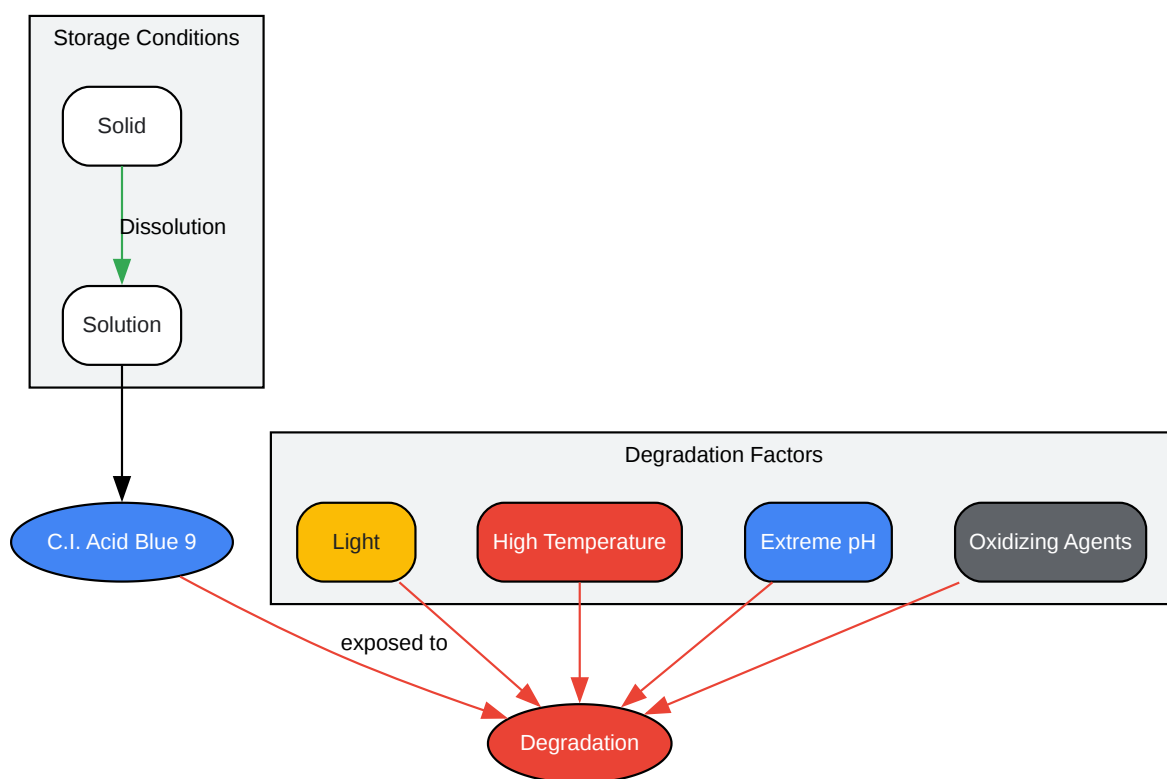 Storage Conditions
Solid
Dissolution
Solution
C.I. Acid Blue 9
Degradation Factors
Light
High Temperature
Extreme pH
Oxidizing Agents
exposed to
Degradation